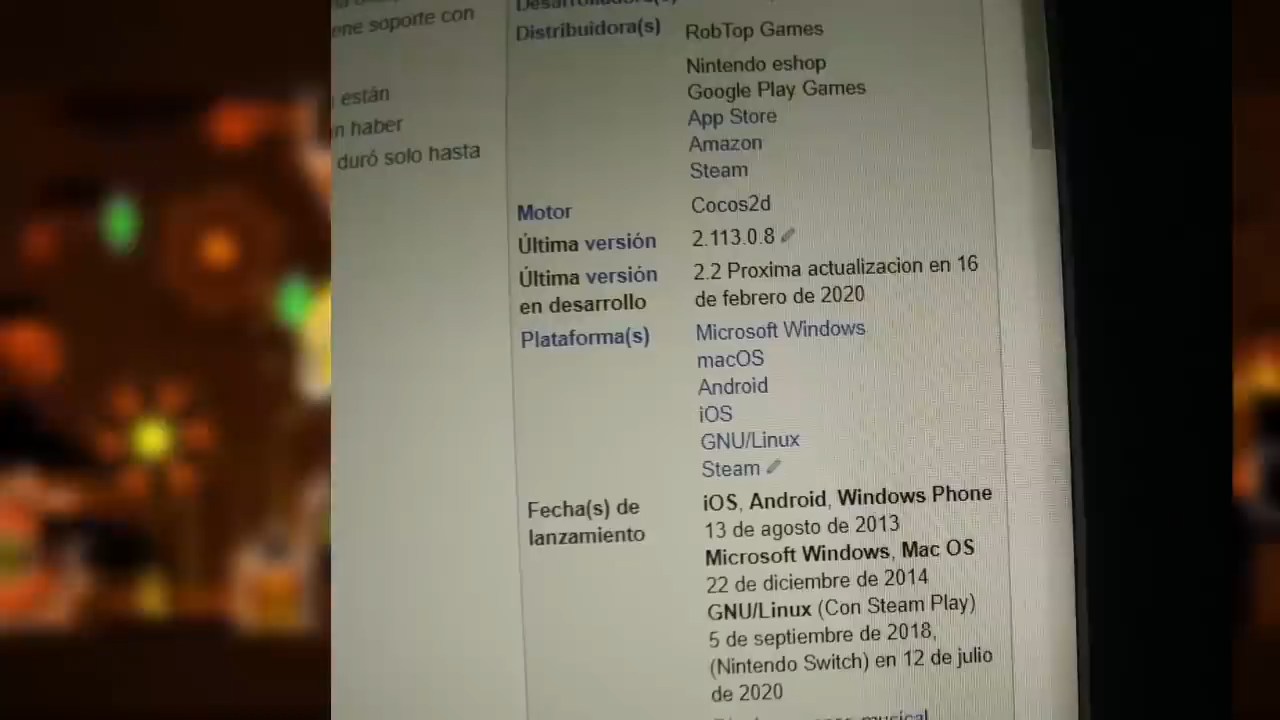 ene soporte con
están
n haber
duró solo hasta
Distribuidora(s) RobTop Games
Nintendo eshop
Google Play Games
App Store
Amazon
Steam
Motor Cocos2d
Última versión 2.113.0.8
Última versión en desarrollo 2.2 Proxima actualizacion en 16
de febrero de 2020
Plataforma(s) Microsoft Windows
macOS
Android
iOS
GNU/Linux
Steam
Fecha(s) de lanzamiento iOS, Android, Windows Phone
13 de agosto de 2013
Microsoft Windows, Mac OS
22 de diciembre de 2014
GNU/Linux (Con Steam Play)
5 de septiembre de 2018,
(Nintendo Switch) en 12 de julio
de 2020